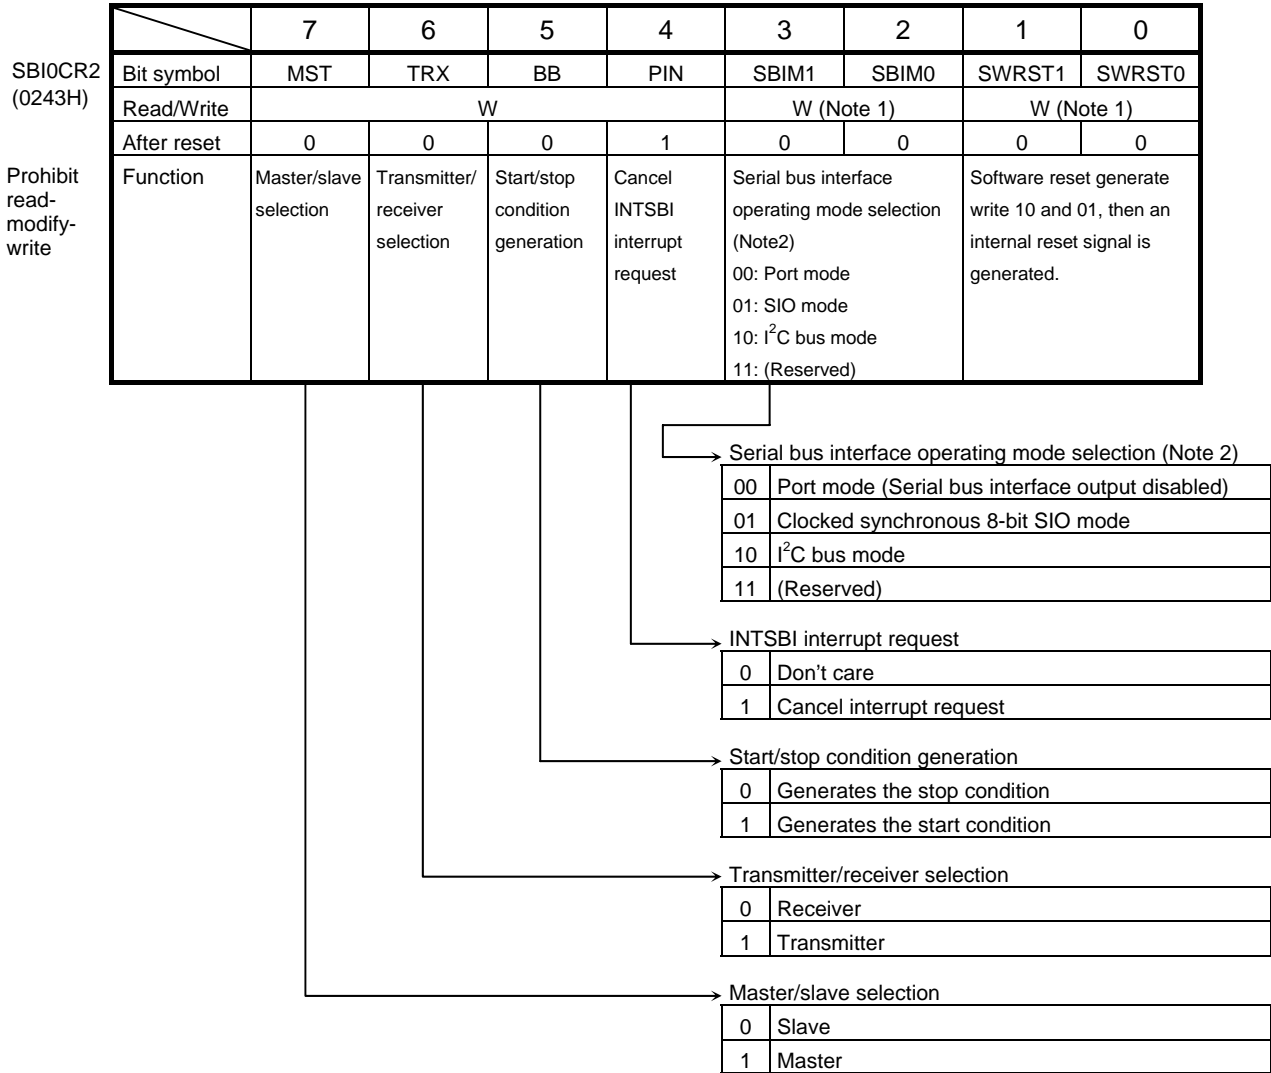 7 6 5 4 3 2 1 0
SBI0CR2
(0243H)
Bit symbol MST TRX BB PIN SBIM1 SBIM0 SWRST1 SWRST0
Read/Write W W (Note 1) W (Note 1)
After reset 0 0 0 1 0 0 0 0
Prohibit
read-
modify-
write
Function
Master/slave
selection
Transmitter/
receiver
selection
Start/stop
condition
generation
Cancel
INTSBI
interrupt
request
Serial bus interface
operating mode selection
(Note2)
00: Port mode
01: SIO mode
10: I²C bus mode
11: (Reserved)
Software reset generate
write 10 and 01, then an
internal reset signal is
generated.
Serial bus interface operating mode selection (Note 2)
00 Port mode (Serial bus interface output disabled)
01 Clocked synchronous 8-bit SIO mode
10 I²C bus mode
11 (Reserved)
INTSBI interrupt request
0 Don't care
1 Cancel interrupt request
Start/stop condition generation
0 Generates the stop condition
1 Generates the start condition
Transmitter/receiver selection
0 Receiver
1 Transmitter
Master/slave selection
0 Slave
1 Master